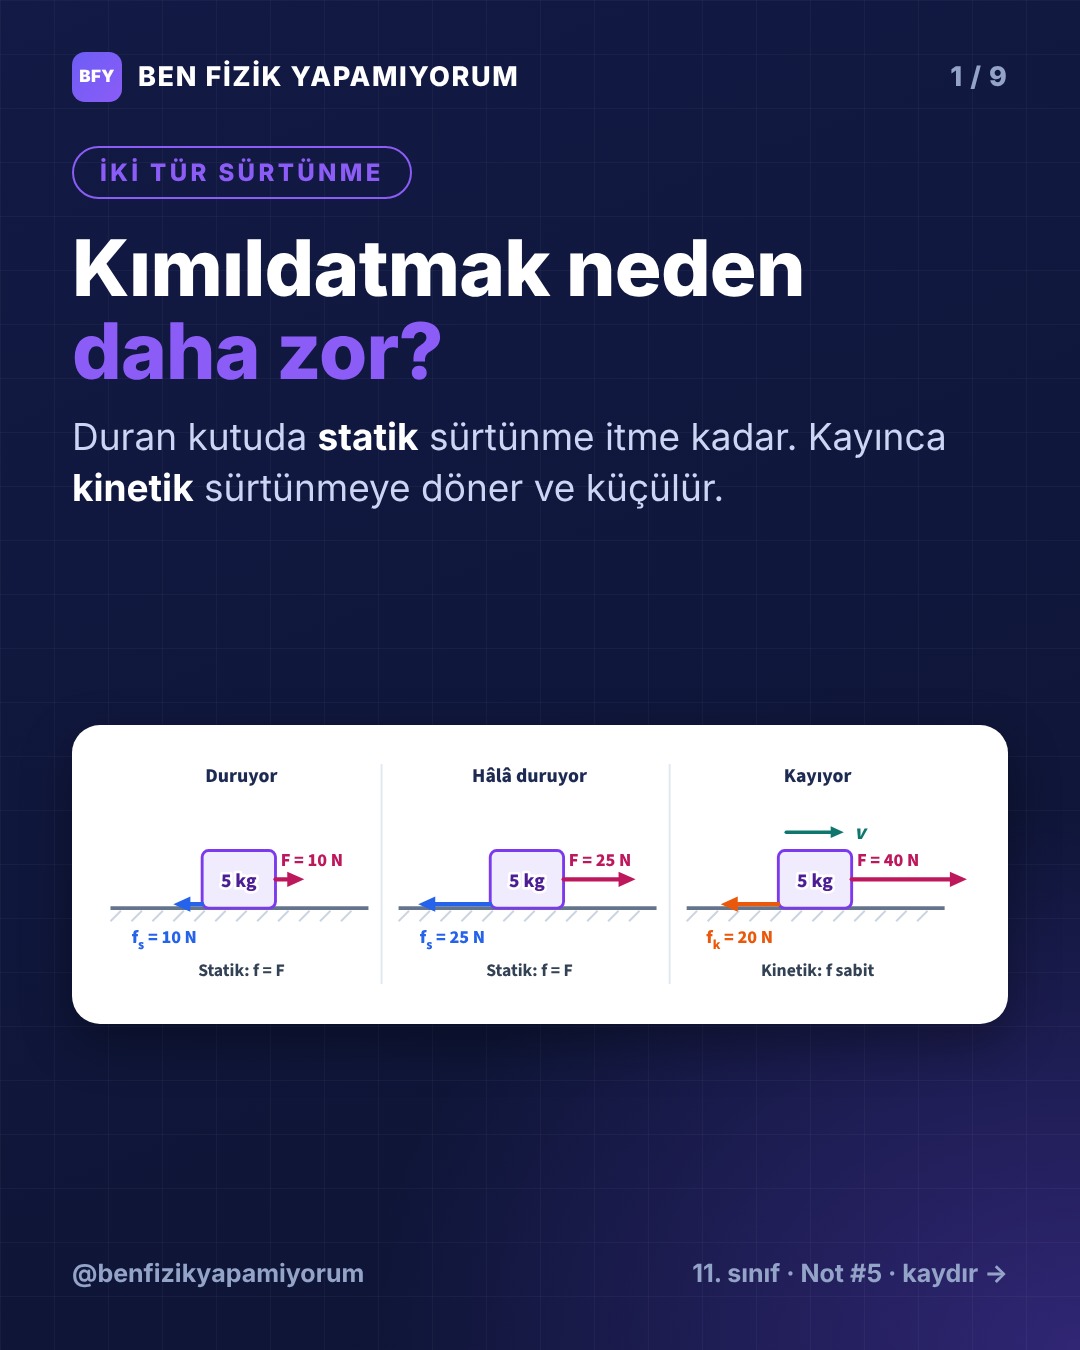 BFY BEN FİZİK YAPAMIYORUM
1 / 9
İKİ TÜR SÜRTÜNME
Kımıldatmak neden
daha zor?
Duran kutuda statik sürtünme itme kadar. Kayınca
kinetik sürtünmeye döner ve küçülür.
Duruyor
F = 10 N
5 kg
fs = 10 N
Statik: f = F
Hâlâ duruyor
F = 25 N
5 kg
fs = 25 N
Statik: f = F
Kayıyor
v
F = 40 N
5 kg
fk = 20 N
Kinetik: f sabit
@benfizikyapamiyorum
11. sınıf · Not #5 · kaydır →